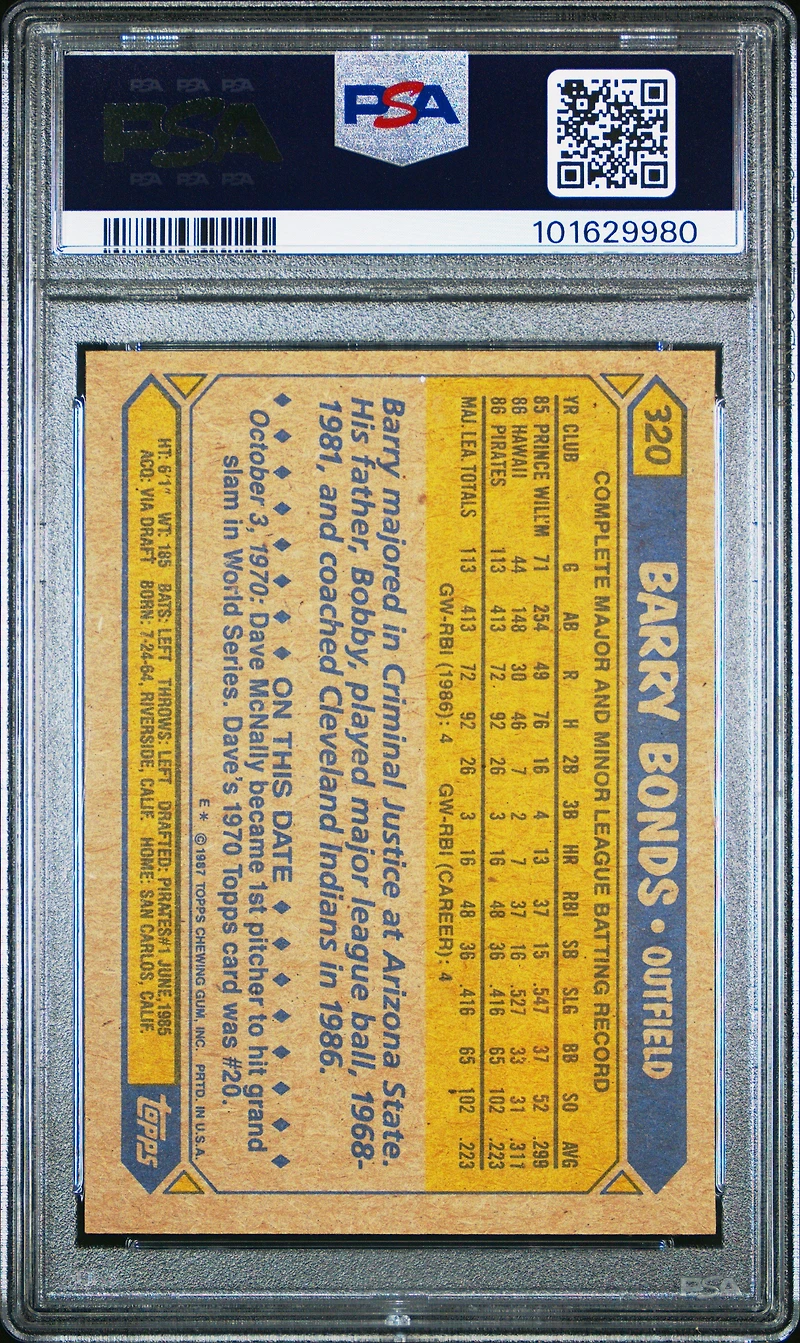 PSA PSA PSA
PSA
PSA PSA PSA
PSA
101629980
320
BARRY BONDS • OUTFIELD
COMPLETE MAJOR AND MINOR LEAGUE BATTING RECORD
YR CLUB G AB R H 2B 3B HR RBI SB SLG BB SO AVG
85 PRINCE WILL'M 71 254 49 76 16 4 13 37 15 .547 37 52 .299
86 HAWAII 44 148 30 46 7 2 7 37 16 .527 33 31 .311
86 PIRATES 113 413 72 92 26 3 16 48 36 .416 65 102 .223
MAJ. LEA. TOTALS 113 413 72 92 26 3 16 48 36 .416 65 102 .223
GW-RBI (1986): 4 GW-RBI (CAREER): 4
Barry majored in Criminal Justice at Arizona State.
His father, Bobby, played major league ball, 1968-
1981, and coached Cleveland Indians in 1986.
ON THIS DATE
October 3, 1970: Dave McNally became 1st pitcher to hit grand
slam in World Series. Dave's 1970 Topps card was #20.
E* ©1987 TOPPS CHEWING GUM, INC. PRTD. IN U.S.A.
HT: 6'1" WT: 185 BATS: LEFT THROWS: LEFT DRAFTED: PIRATES#1 JUNE, 1985
ACQ: VIA DRAFT BORN: 7-24-64, RIVERSIDE, CALIF. HOME: SAN CARLOS, CALIF.
topps
PSA